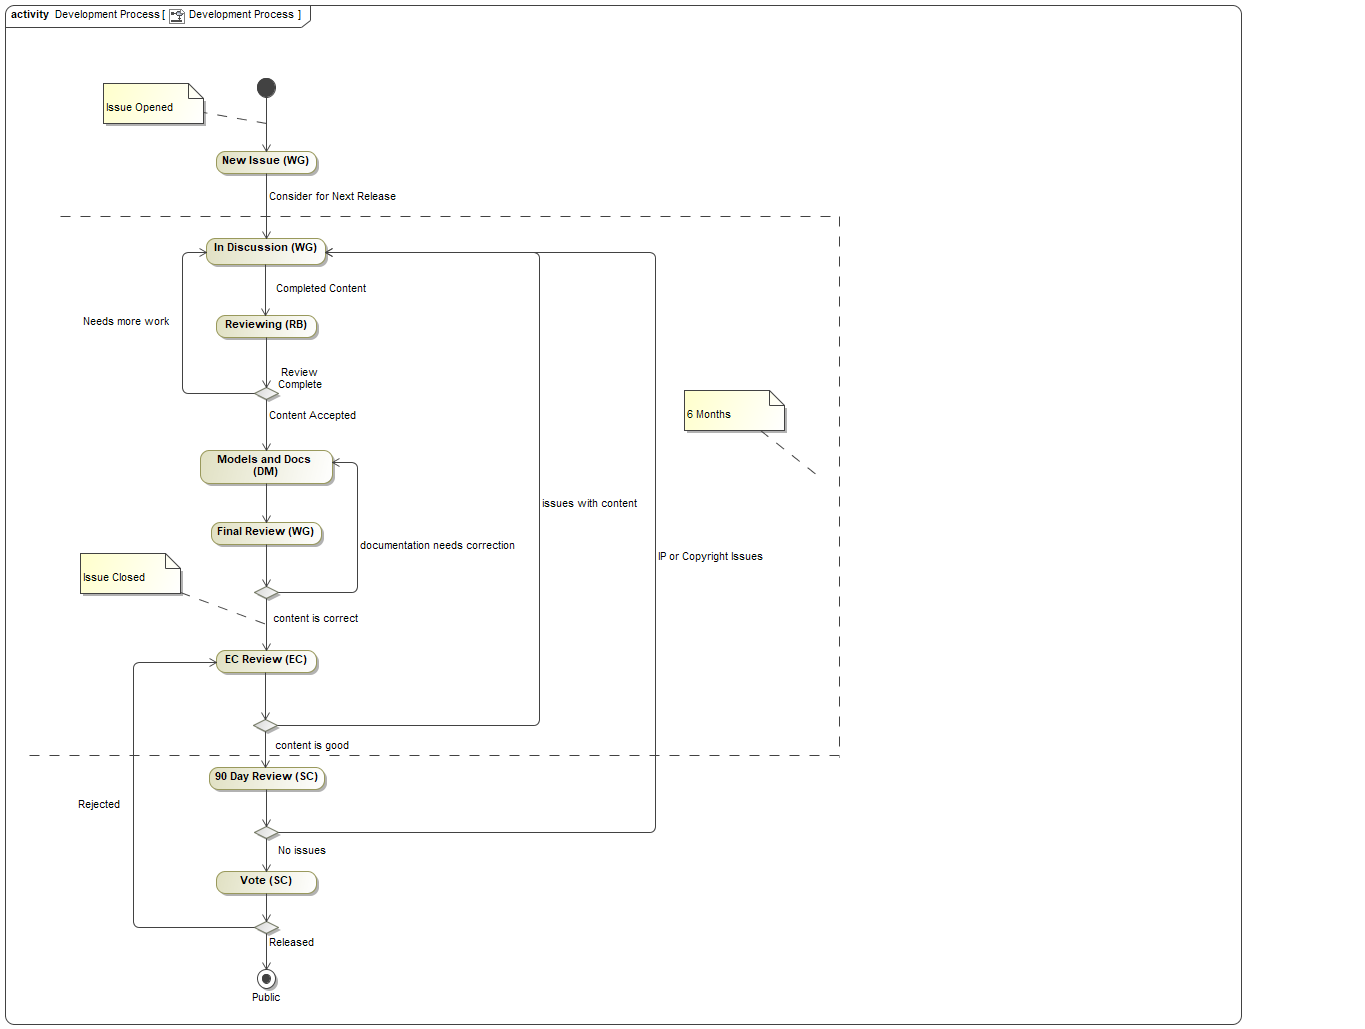 activity Development Process [ Development Process ]
Issue Opened
New Issue (WG)
Consider for Next Release
In Discussion (WG)
Completed Content
Needs more work
Reviewing (RB)
Review
Complete
Content Accepted
6 Months
Models and Docs
(DM)
issues with content
Final Review (WG)
documentation needs correction
IP or Copyright Issues
Issue Closed
content is correct
EC Review (EC)
content is good
90 Day Review (SC)
Rejected
No issues
Vote (SC)
Released
Public